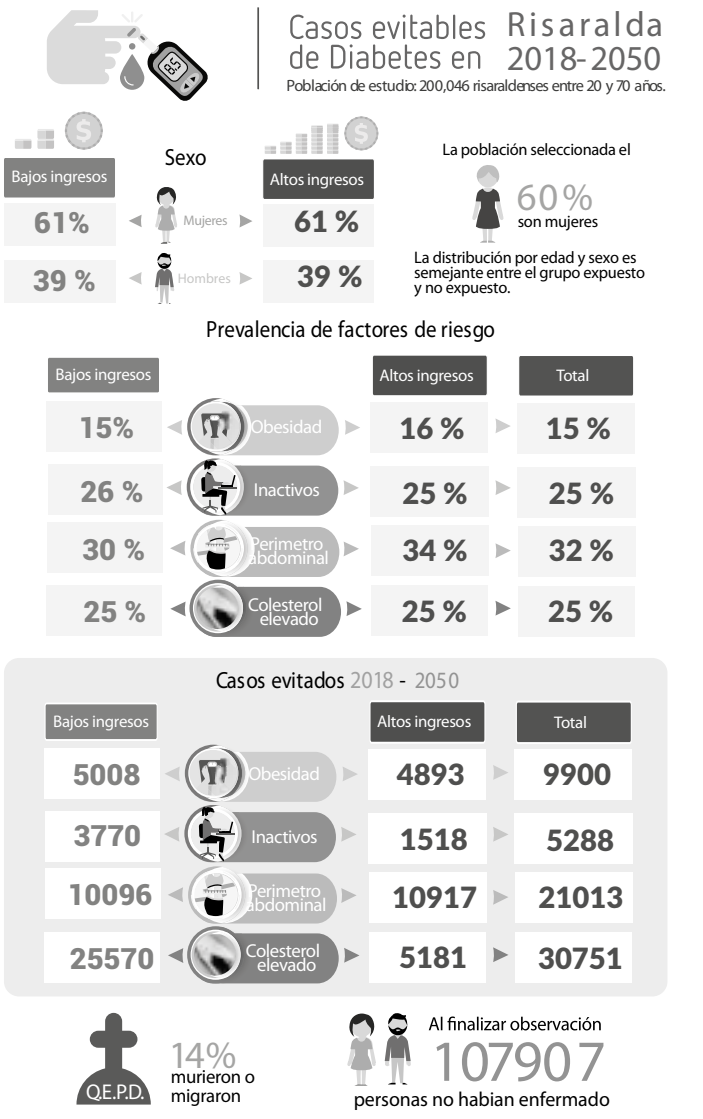 85
Casos evitables Risaralda
de Diabetes en 2018-2050
Población de estudio: 200,046 risaraldenses entre 20 y 70 años.
$
$
Sexo
Bajos ingresos
Altos ingresos
61%
Mujeres
61 %
39 %
Hombres
39 %
La población seleccionada el
60%
son mujeres
La distribución por edad y sexo es
semejante entre el grupo expuesto
y no expuesto.
Prevalencia de factores de riesgo
Bajos ingresos
Altos ingresos
Total
15%
Obesidad
16 %
15 %
26 %
Inactivos
25 %
25 %
30 %
Perimetro
abdominal
34 %
32 %
25 %
Colesterol
elevado
25 %
25 %
Casos evitados 2018 - 2050
Bajos ingresos
Altos ingresos
Total
5008
Obesidad
4893
9900
3770
Inactivos
1518
5288
10096
Perimetro
abdominal
10917
21013
25570
Colesterol
elevado
5181
30751
Q.E.P.D.
14%
murieron o
migraron
Al finalizar observación
107907
personas no habian enfermado